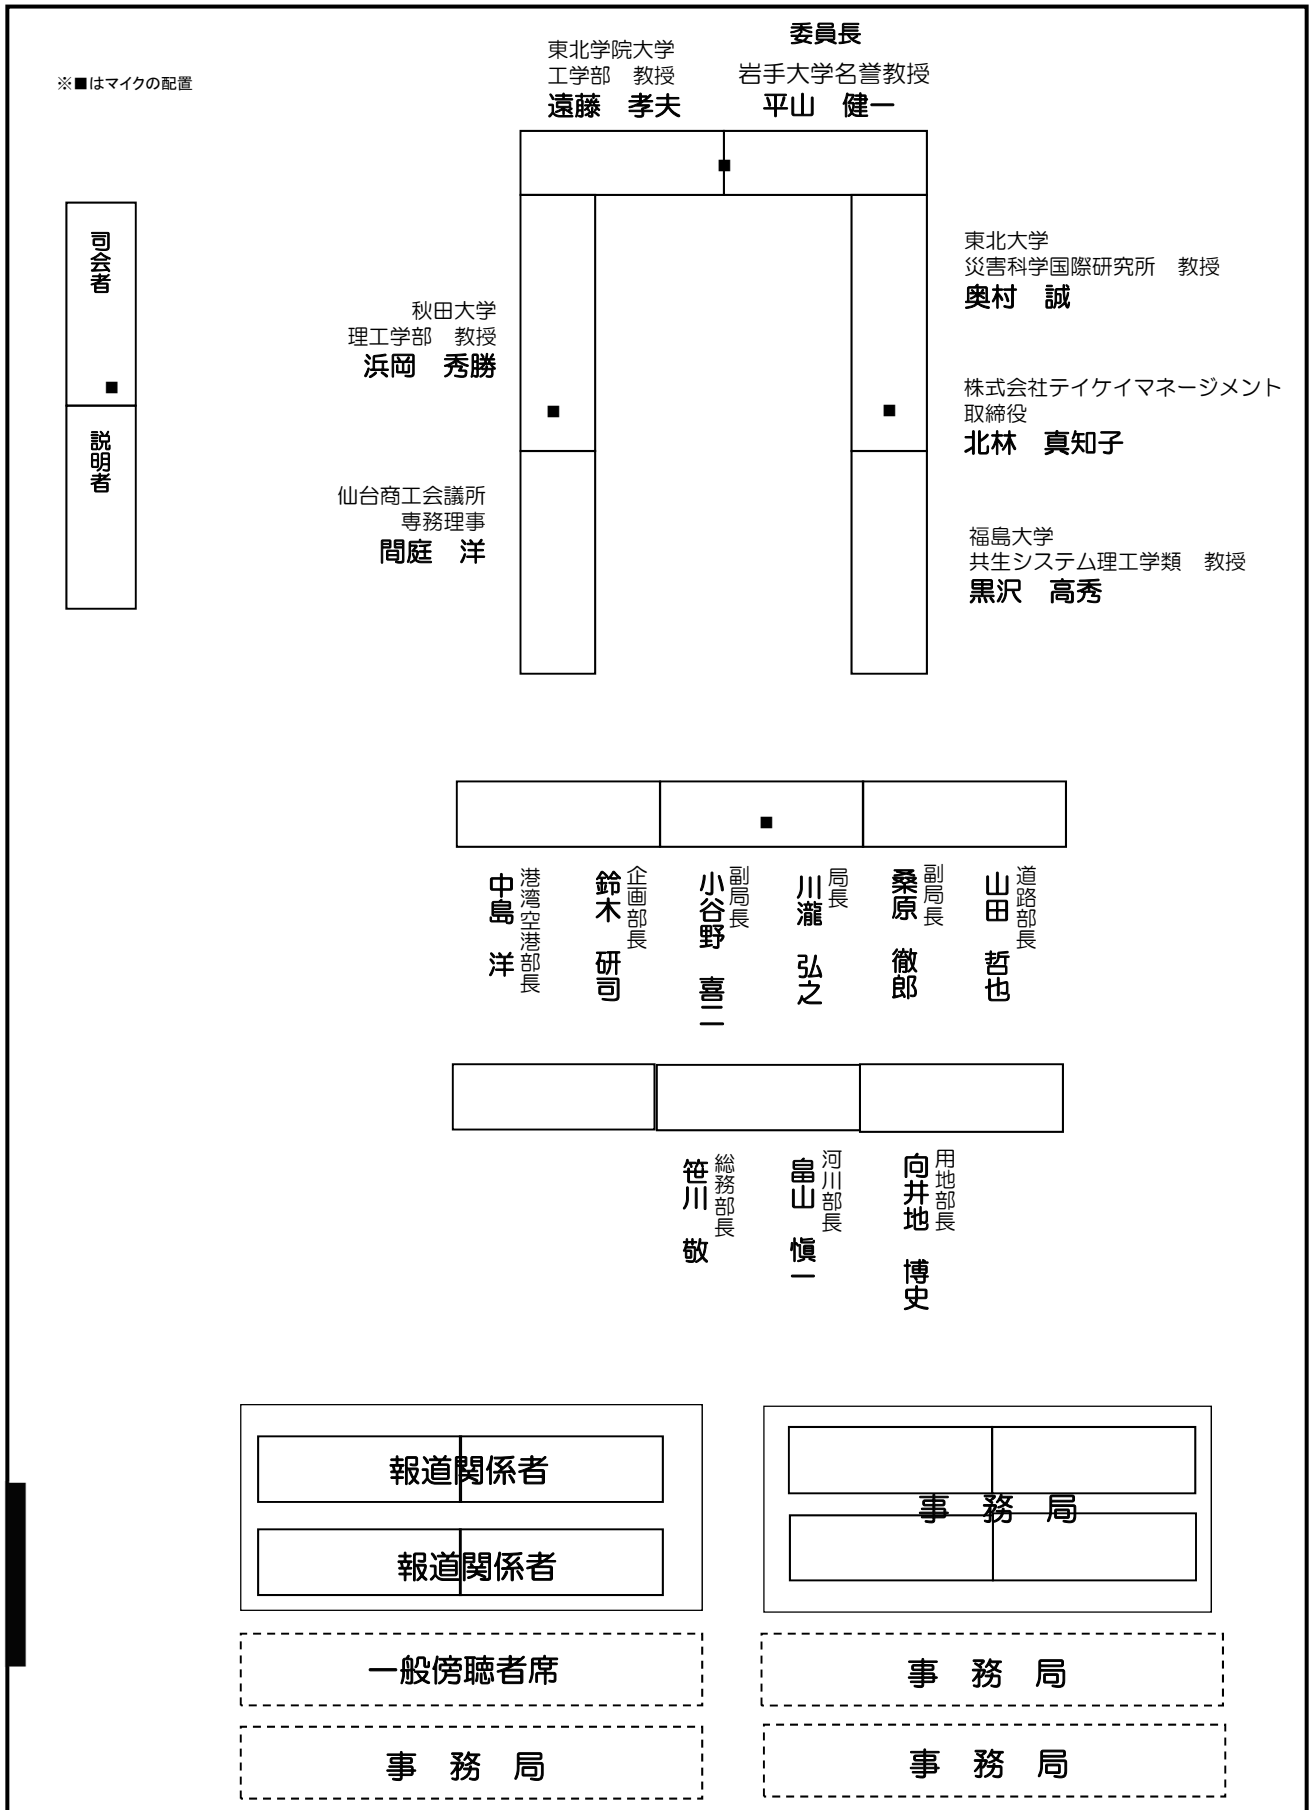 ※■はマイクの配置
委員長
東北学院大学
工学部　教授
遠藤　孝夫
岩手大学名誉教授
平山　健一
司会者
説明者
秋田大学
理工学部　教授
浜岡　秀勝
仙台商工会議所
専務理事
間庭　洋
東北大学
災害科学国際研究所　教授
奥村　誠
株式会社テイケイマネージメント
取締役
北林　真知子
福島大学
共生システム理工学類　教授
黒沢　高秀
港湾空港部長
中島　洋
企画部長
鈴木　研司
副局長
小谷野　喜二
局長
川瀧　弘之
副局長
桑原　徹郎
道路部長
山田　哲也
総務部長
笹川　敬
河川部長
畠山　愼一
用地部長
向井地　博史
報道関係者
報道関係者
事　務　局
一般傍聴者席
事　務　局
事　務　局
事　務　局